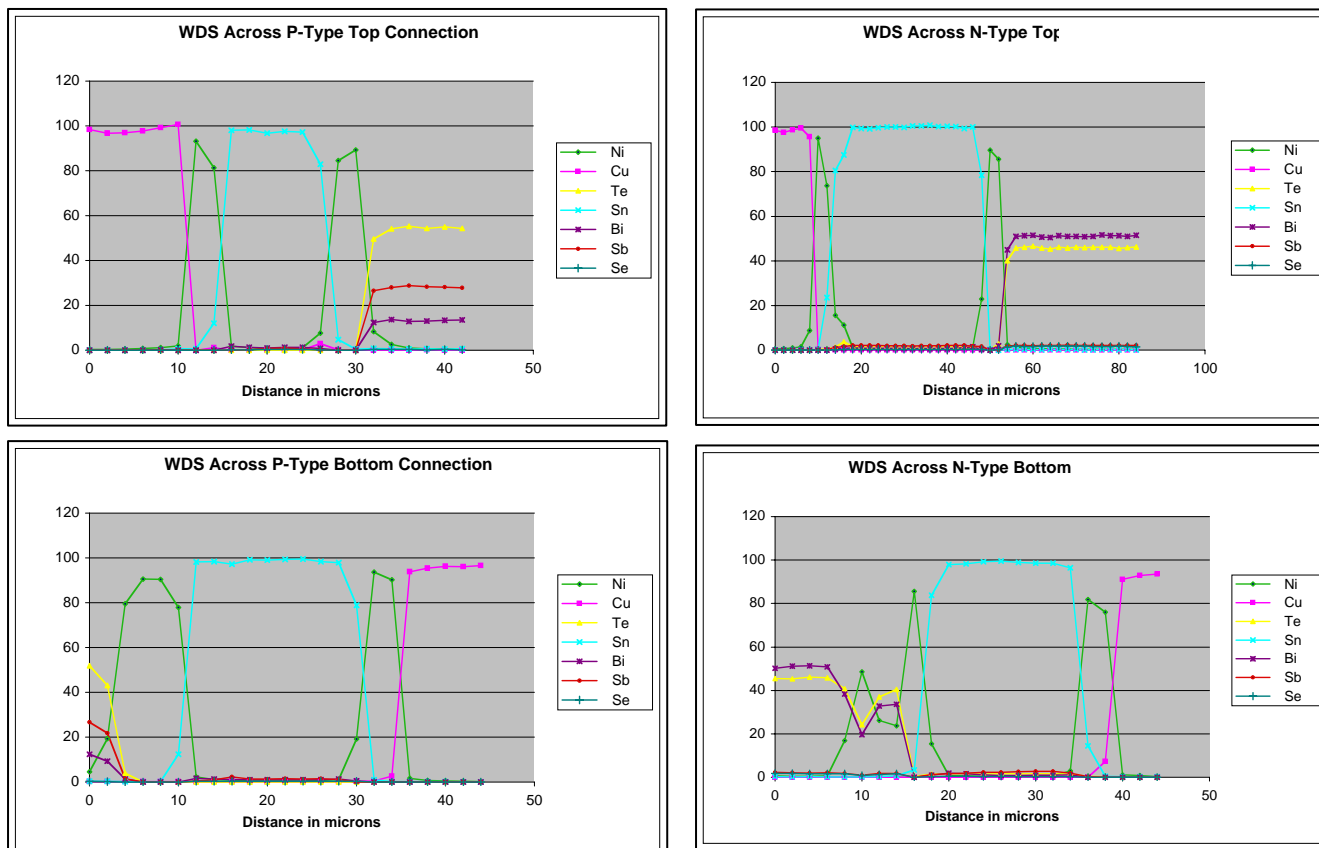 WDS Across P-Type Top Connection
120
100
80
60
40
20
0
0 10 20 30 40 50
Distance in microns
Ni
Cu
Te
Sn
Bi
Sb
Se
WDS Across N-Type Top
120
100
80
60
40
20
0
0 20 40 60 80 100
Distance in microns
Ni
Cu
Te
Sn
Bi
Sb
Se
WDS Across P-Type Bottom Connection
120
100
80
60
40
20
0
0 10 20 30 40 50
Distance in microns
Ni
Cu
Te
Sn
Bi
Sb
Se
WDS Across N-Type Bottom
120
100
80
60
40
20
0
0 10 20 30 40 50
Distance in microns
Ni
Cu
Te
Sn
Bi
Sb
Se